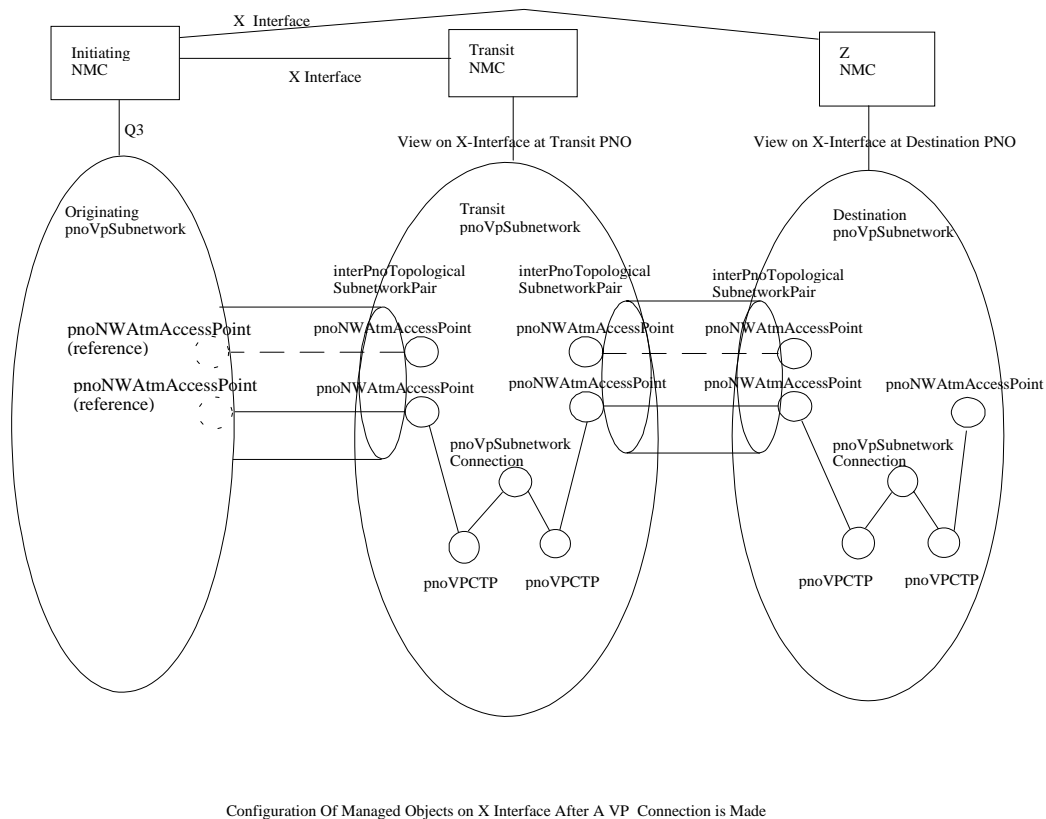 X  Interface
Initiating
NMC
Transit
NMC
Z
NMC
X Interface
Q3
View on X-Interface at Transit PNO
View on X-Interface at Destination PNO
Originating
pnoVpSubnetwork
Transit
pnoVpSubnetwork
Destination
pnoVpSubnetwork
interPnoTopological
SubnetworkPair
interPnoTopological
SubnetworkPair
interPnoTopological
SubnetworkPair
pnoNWAtmAccessPoint
(reference)
pnoNWAtmAccessPoint
pnoNWAtmAccessPoint
pnoNWAtmAccessPoint
pnoNWAtmAccessPoint
(reference)
pnoNWAtmAccessPoint
pnoNWAtmAccessPoint
pnoNWAtmAccessPoint
pnoNWAtmAccessPoint
pnoVpSubnetwork
Connection
pnoVpSubnetwork
Connection
pnoVPCTP
pnoVPCTP
pnoVPCTP
pnoVPCTP
Configuration Of Managed Objects on X Interface After A VP  Connection is Made